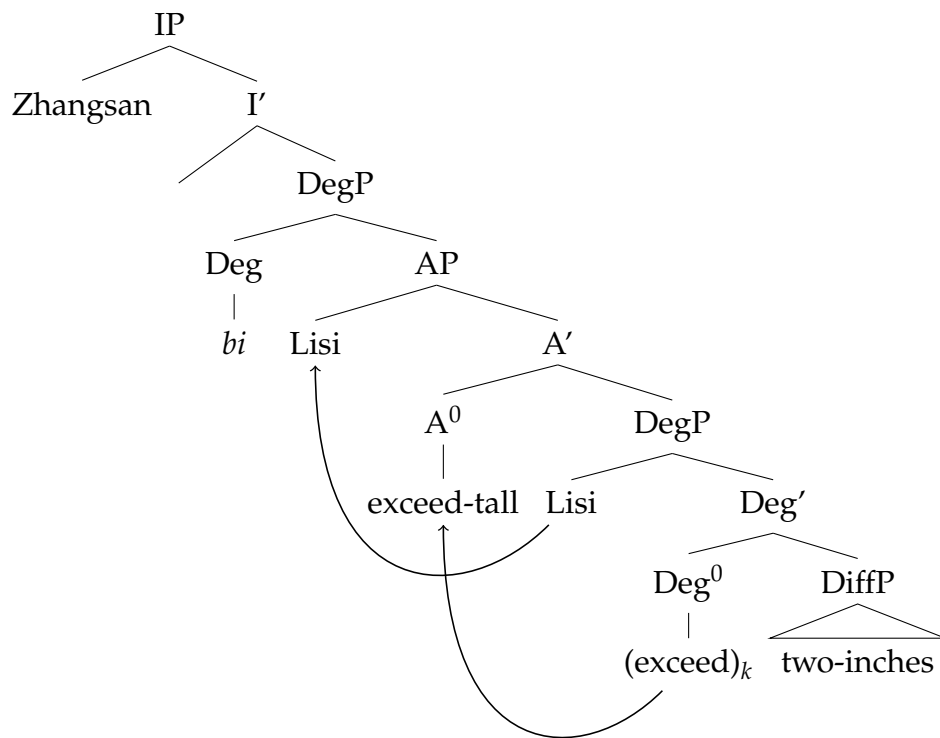 IP
Zhangsan I’
DegP
Deg AP
bi Lisi A’
A⁰ DegP
exceed-tall Lisi Deg’
Deg⁰ DiffP
(exceed)ₖ two-inches